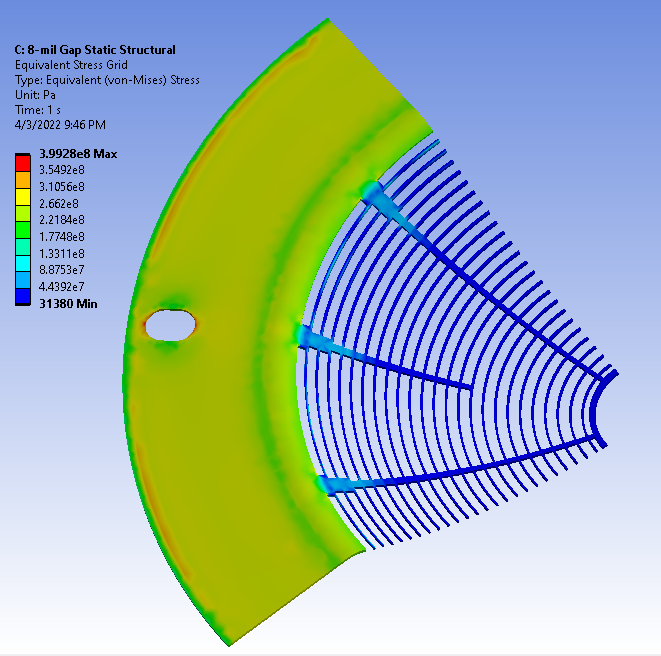 C: 8-mil Gap Static Structural
Equivalent Stress Grid
Type: Equivalent (von-Mises) Stress
Unit: Pa
Time: 1 s
4/3/2022 9:46 PM
3.9928e8 Max
3.5492e8
3.1056e8
2.662e8
2.2184e8
1.7748e8
1.3311e8
8.8753e7
4.4392e7
31380 Min